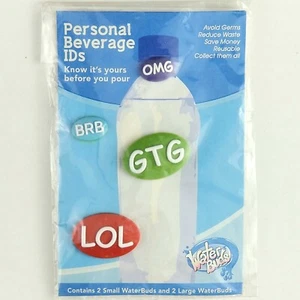 Personal
Beverage
IDs
Know it's yours
before you pour
Avoid Germs
Reduce Waste
Save Money
Reusable
Collect them all
OMG
BRB
GTG
LOL
Water
Buds
Contains 2 Small WaterBuds and 2 Large WaterBuds